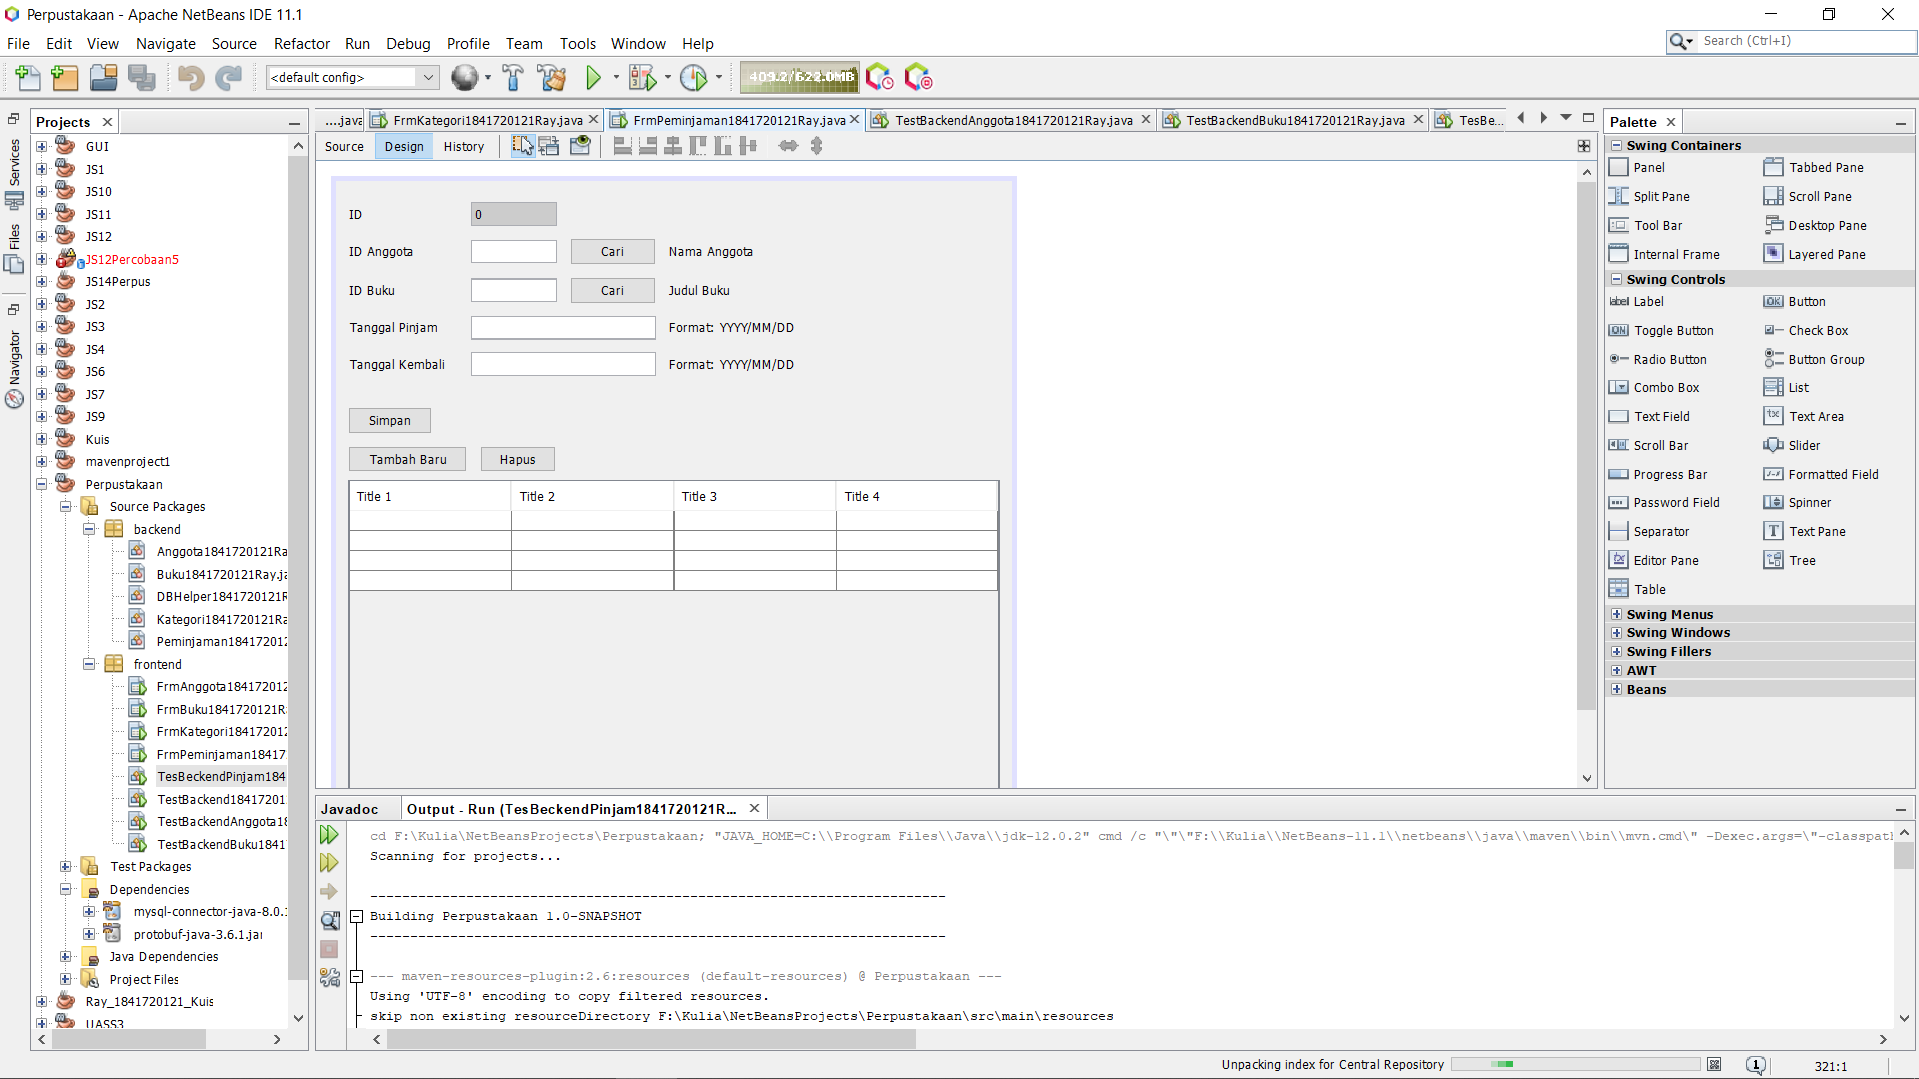 Perpustakaan - Apache NetBeans IDE 11.1
File Edit View Navigate Source Refactor Run Debug Profile Team Tools Window Help
Search (Ctrl+I)
<default config>
409.2/622.0MB
Services
Files
Navigator
Projects
GUI
JS1
JS10
JS11
JS12
JS12Percobaan5
JS14Perpus
JS2
JS3
JS4
JS6
JS7
JS9
Kuis
mavenproject1
Perpustakaan
Source Packages
backend
Anggota1841720121Ra
Buku1841720121Ray.ja
DBHelper1841720121R
Kategori1841720121Ra
Peminjaman184172012
frontend
FrmAnggota184172012
FrmBuku1841720121R
FrmKategori184172012
FrmPeminjaman18417
TesBeckendPinjam184
TestBackend18417201
TestBackendAnggota1
TestBackendBuku1841
Test Packages
Dependencies
mysql-connector-java-8.0.
protobuf-java-3.6.1.jar
Java Dependencies
Project Files
Ray_1841720121_Kuis
UASS3
....java FrmKategori1841720121Ray.java FrmPeminjaman1841720121Ray.java TestBackendAnggota1841720121Ray.java TestBackendBuku1841720121Ray.java TesBe...
Source Design History
ID 0
ID Anggota Cari Nama Anggota
ID Buku Cari Judul Buku
Tanggal Pinjam Format: YYYY/MM/DD
Tanggal Kembali Format: YYYY/MM/DD
Simpan
Tambah Baru Hapus
Title 1 Title 2 Title 3 Title 4
Palette
Swing Containers
Panel Tabbed Pane
Split Pane Scroll Pane
Tool Bar Desktop Pane
Internal Frame Layered Pane
Swing Controls
label Label OK Button
ON Toggle Button Check Box
Radio Button Button Group
Combo Box List
Text Field Text Area
Scroll Bar Slider
Progress Bar Formatted Field
Password Field Spinner
Separator Text Pane
Editor Pane Tree
Table
Swing Menus
Swing Windows
Swing Fillers
AWT
Beans
Javadoc Output - Run (TesBeckendPinjam1841720121R...
cd F:\Kulia\NetBeansProjects\Perpustakaan; "JAVA_HOME=C:\\Program Files\\Java\\jdk-12.0.2" cmd /c "\"\"F:\\Kulia\\NetBeans-11.1\\netbeans\\java\\maven\\bin\\mvn.cmd\" -Dexec.args=\"-classpath
Scanning for projects...
------------------------------------------------------------------------
Building Perpustakaan 1.0-SNAPSHOT
------------------------------------------------------------------------
--- maven-resources-plugin:2.6:resources (default-resources) @ Perpustakaan ---
Using 'UTF-8' encoding to copy filtered resources.
skip non existing resourceDirectory F:\Kulia\NetBeansProjects\Perpustakaan\src\main\resources
Unpacking index for Central Repository 1 321:1